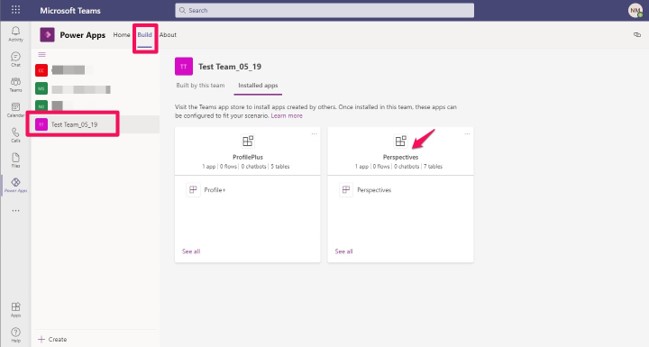 Microsoft Teams
Search
NM
Activity
Chat
Teams
Calendar
Calls
Files
Power Apps
Apps
Help
Power Apps
Home
Build
About
TT
Test Team_05_19
Create
TT
Test Team_05_19
Built by this team
Installed apps
Visit the Teams app store to install apps created by others. Once installed in this team, these apps
can be configured to fit your scenario. Learn more
ProfilePlus
1 app | 0 flows | 0 chatbots | 5 tables
Profile+
See all
Perspectives
1 app | 0 flows | 0 chatbots | 7 tables
Perspectives
See all